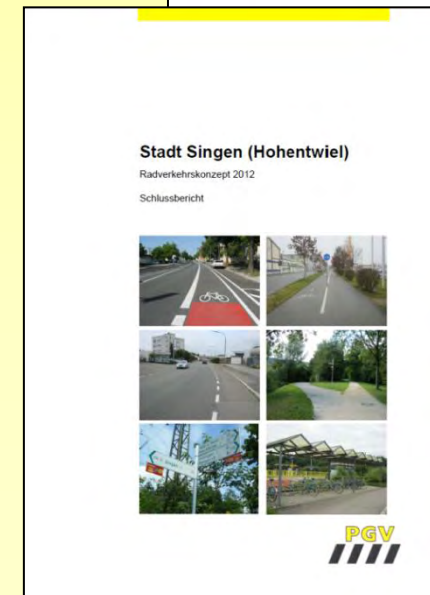 Stadt Singen (Hohentwiel)
Radverkehrskonzept 2012
Schlussbericht
PGV